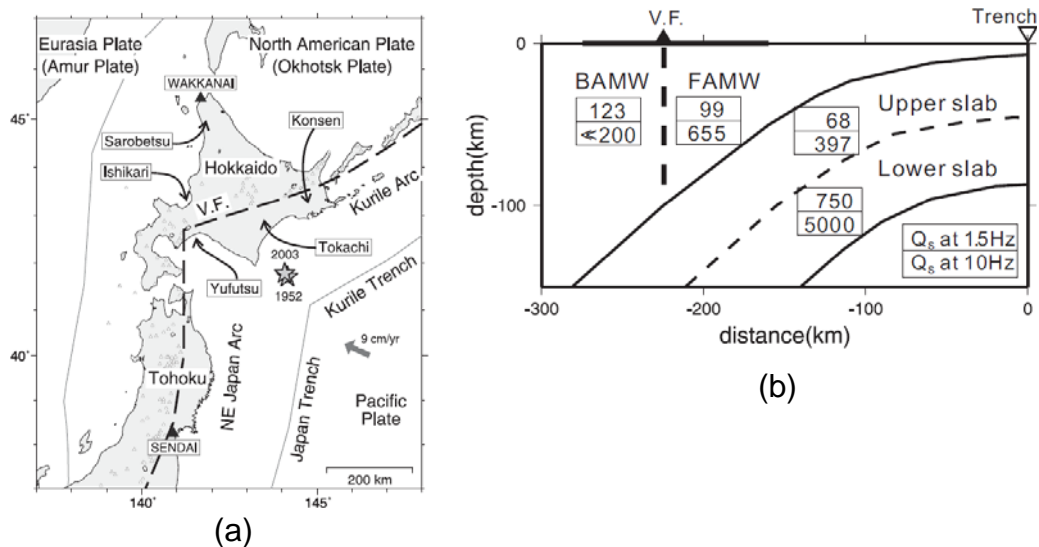 Eurasia Plate
(Amur Plate)
North American Plate
(Okhotsk Plate)
WAKKANAI
45˚
Sarobetsu
Konsen
Hokkaido
Ishikari
V.F.
Kurile Arc
Tokachi
2003
Yufutsu
1952
Kurile Trench
9 cm/yr
40˚
Tohoku
NE Japan Arc
Japan Trench
Pacific
Plate
SENDAI
200 km
140˚
145˚
(a)
V.F.
Trench
0
BAMW
FAMW
123
99
≪200
655
Upper slab
68
397
Lower slab
depth(km)
-100
750
5000
Qs at 1.5Hz
Qs at 10Hz
-300
-200
-100
0
distance(km)
(b)